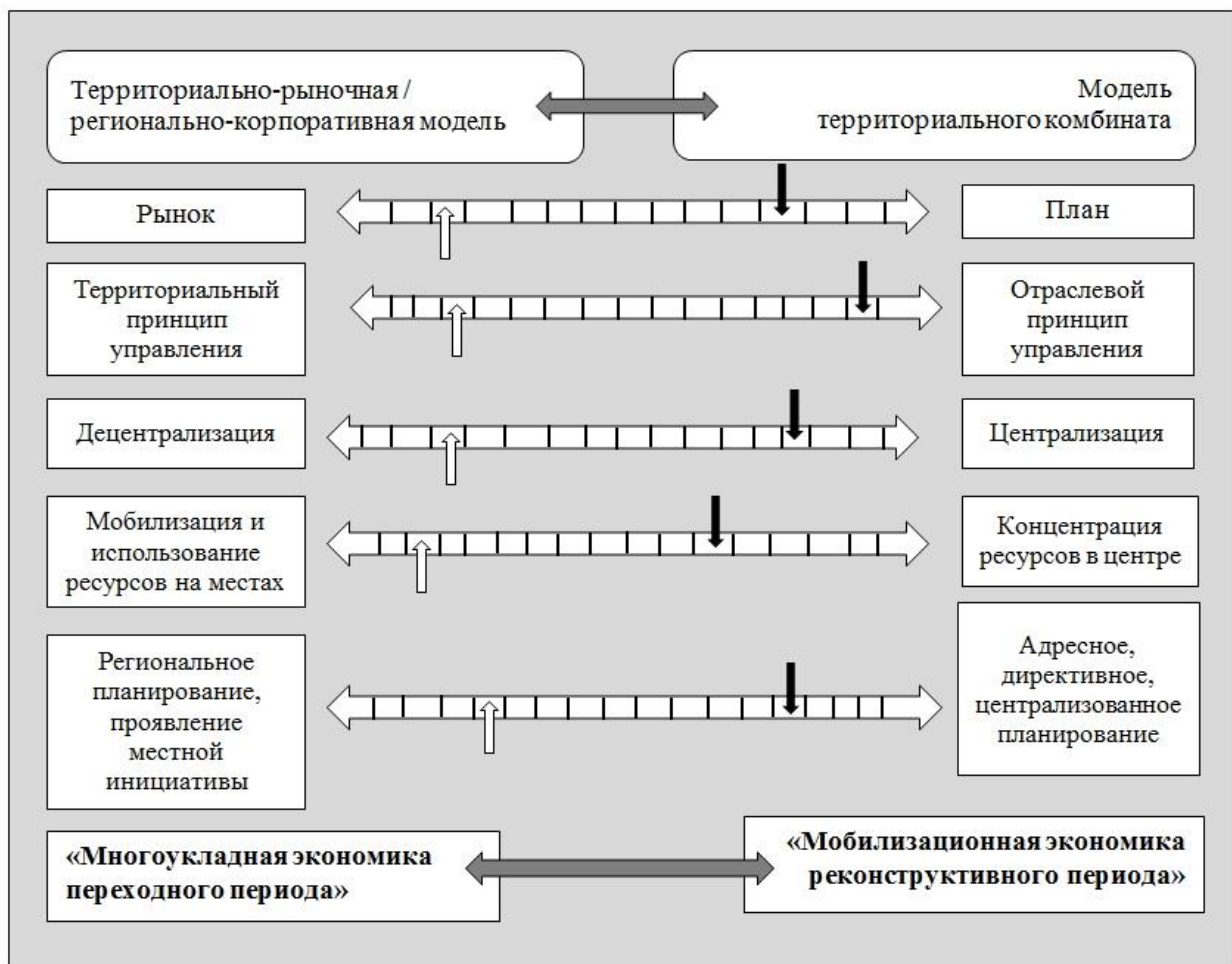 Территориально-рыночная /
регионально-корпоративная модель
Модель
территориального комбината
Рынок
План
Территориальный
принцип
управления
Отраслевой
принцип
управления
Децентрализация
Централизация
Мобилизация и
использование
ресурсов на местах
Концентрация
ресурсов в центре
Региональное
планирование,
проявление
местной
инициативы
Адресное,
директивное,
централизованное
планирование
«Многоукладная экономика
переходного периода»
«Мобилизационная экономика
реконструктивного периода»